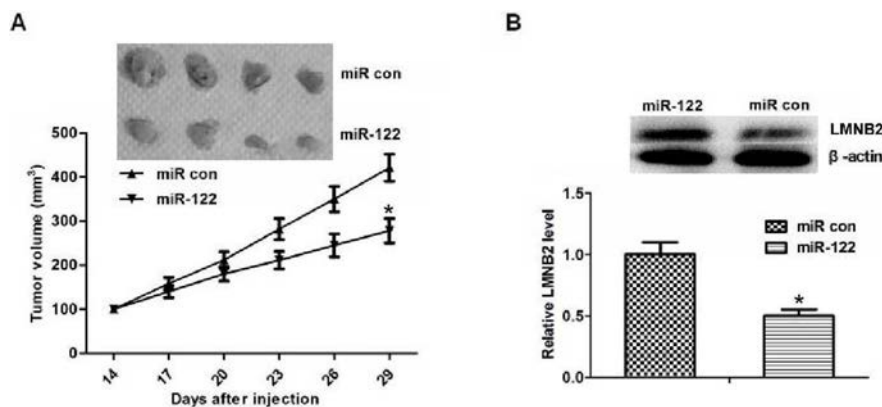 A
miR con
miR-122
500
400
300
200
100
0
miR con
miR-122
*
Tumor volume (mm3)
14
17
20
23
26
29
Days after injection
B
miR-122 miR con
LMNB2
β -actin
1.5
1.0
0.5
0.0
miR con
miR-122
*
Relative LMNB2 level